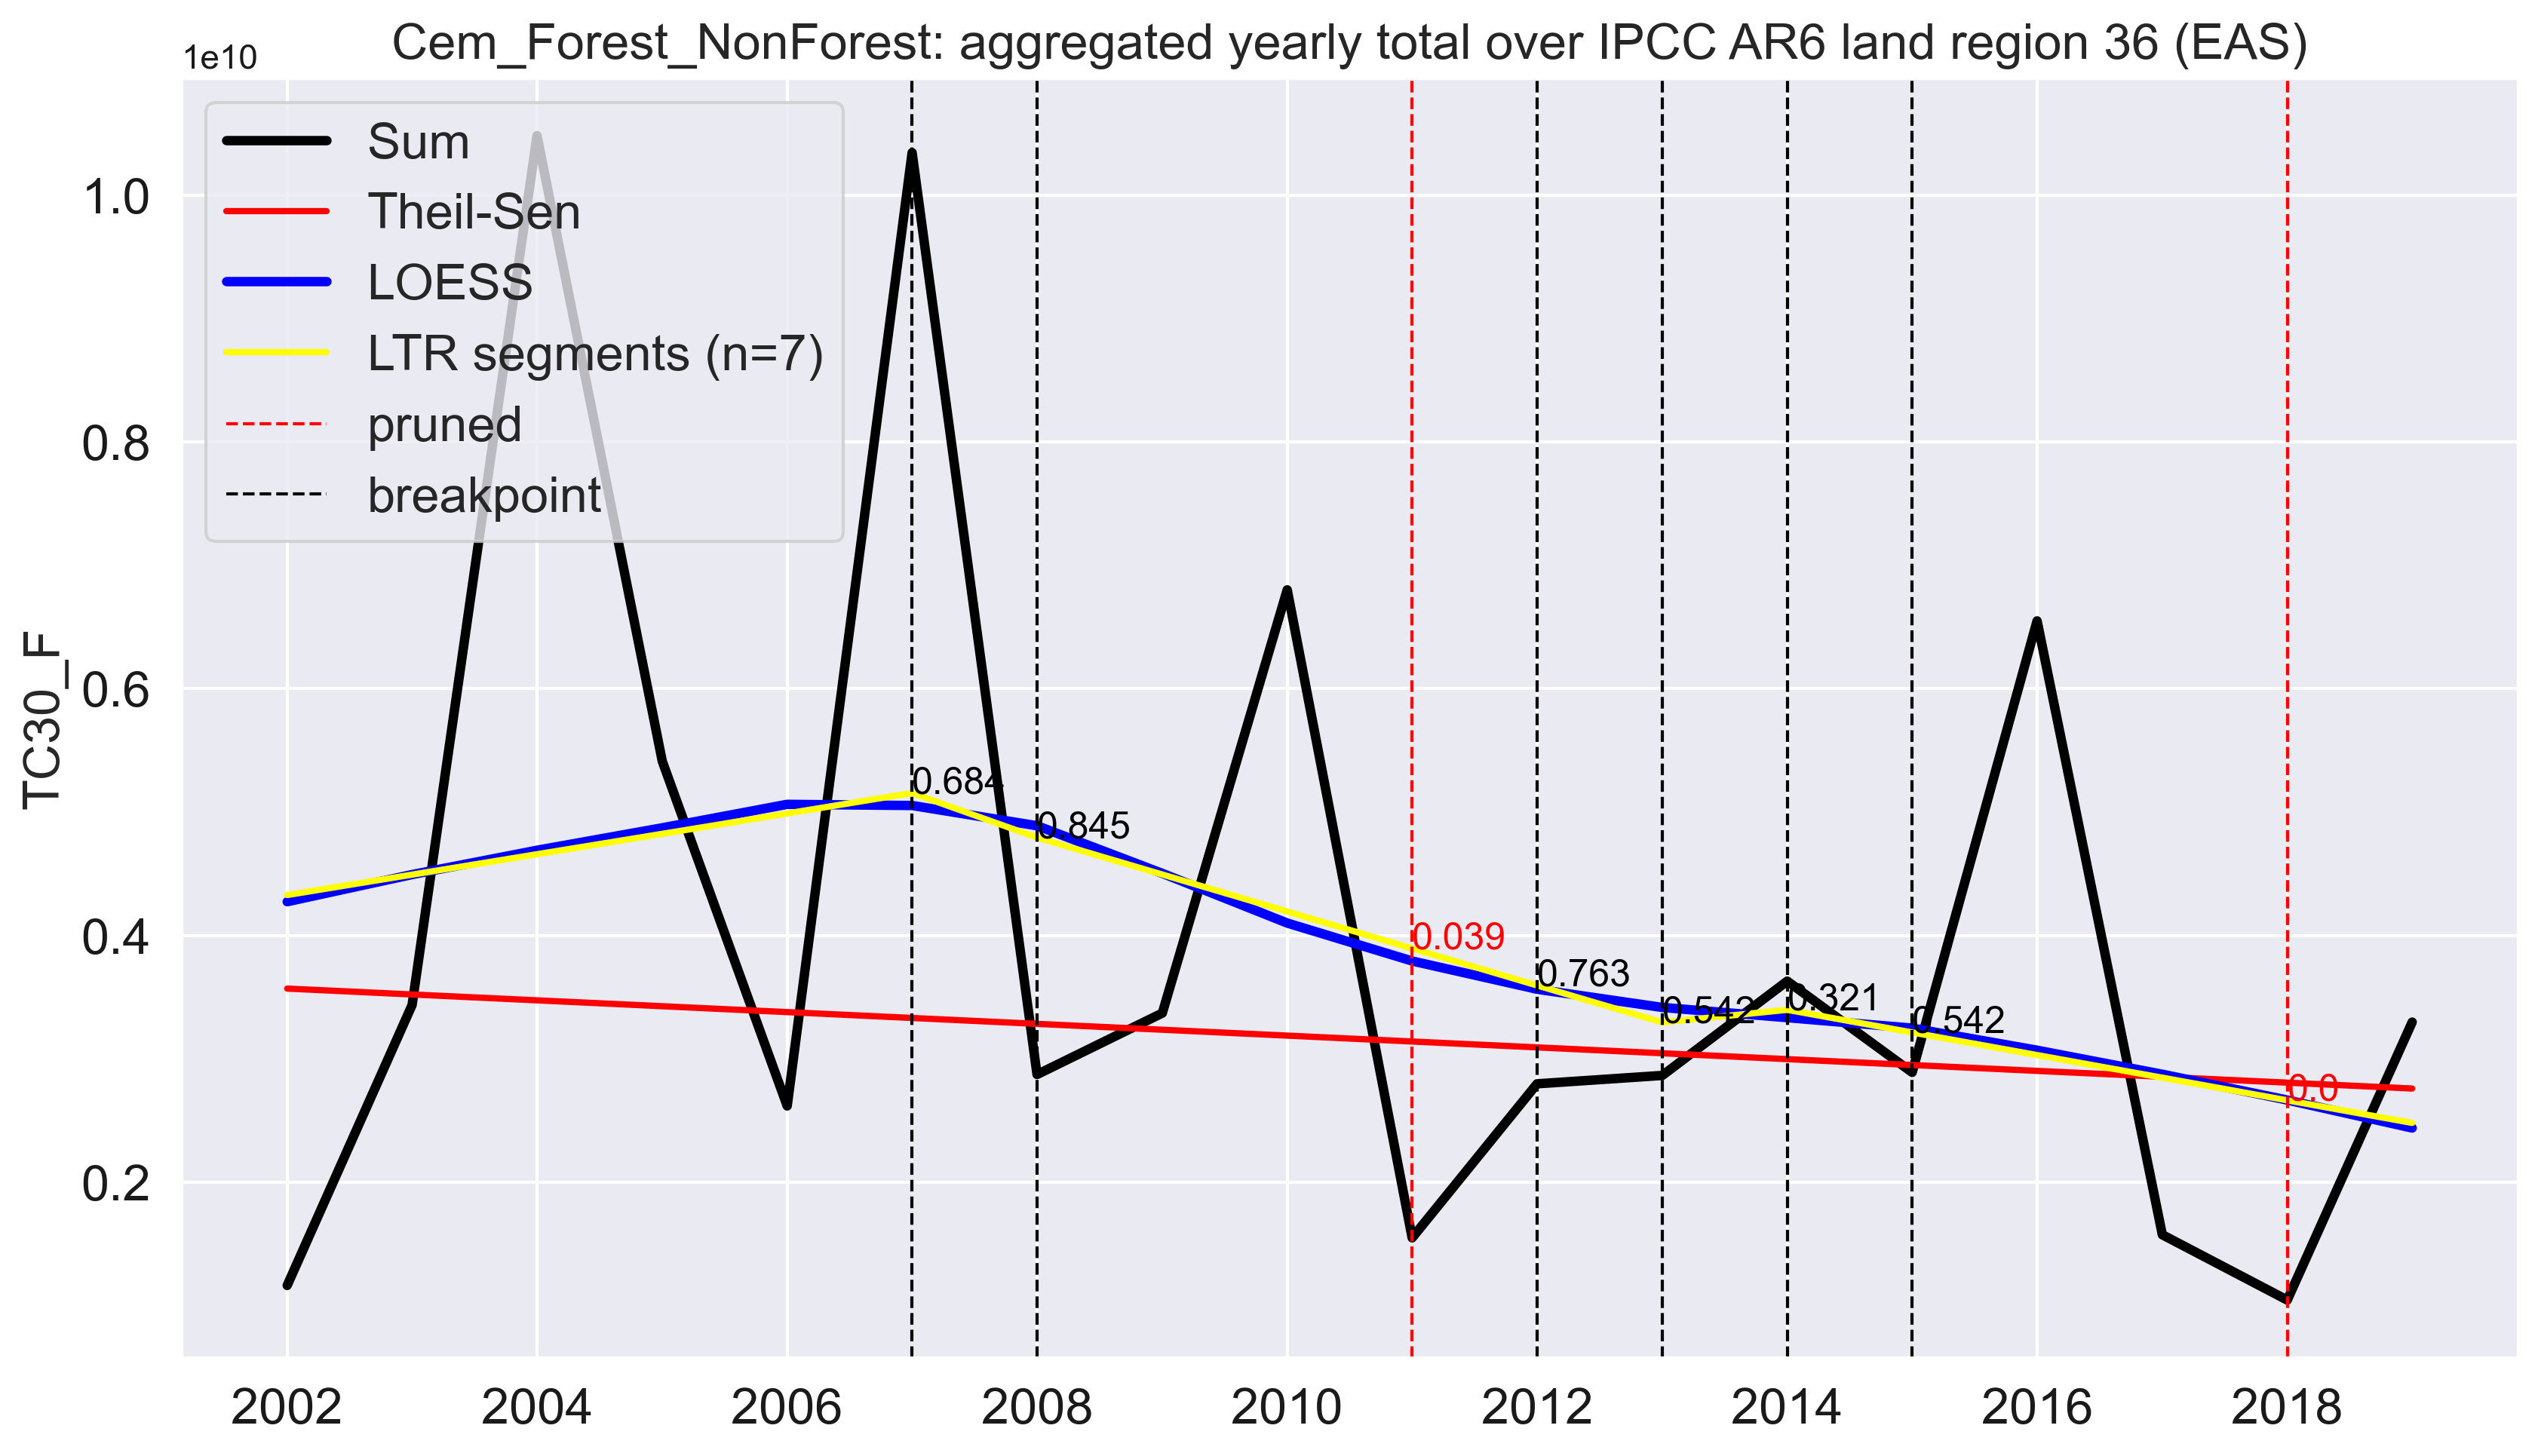 Cem_Forest_NonForest: aggregated yearly total over IPCC AR6 land region 36 (EAS)
1e10
Sum
Theil-Sen
LOESS
LTR segments (n=7)
pruned
breakpoint
TC30_F
1.0
0.8
0.6
0.4
0.2
0.684
0.845
0.039
0.763
0.542
0.321
0.542
0.0
2002 2004 2006 2008 2010 2012 2014 2016 2018